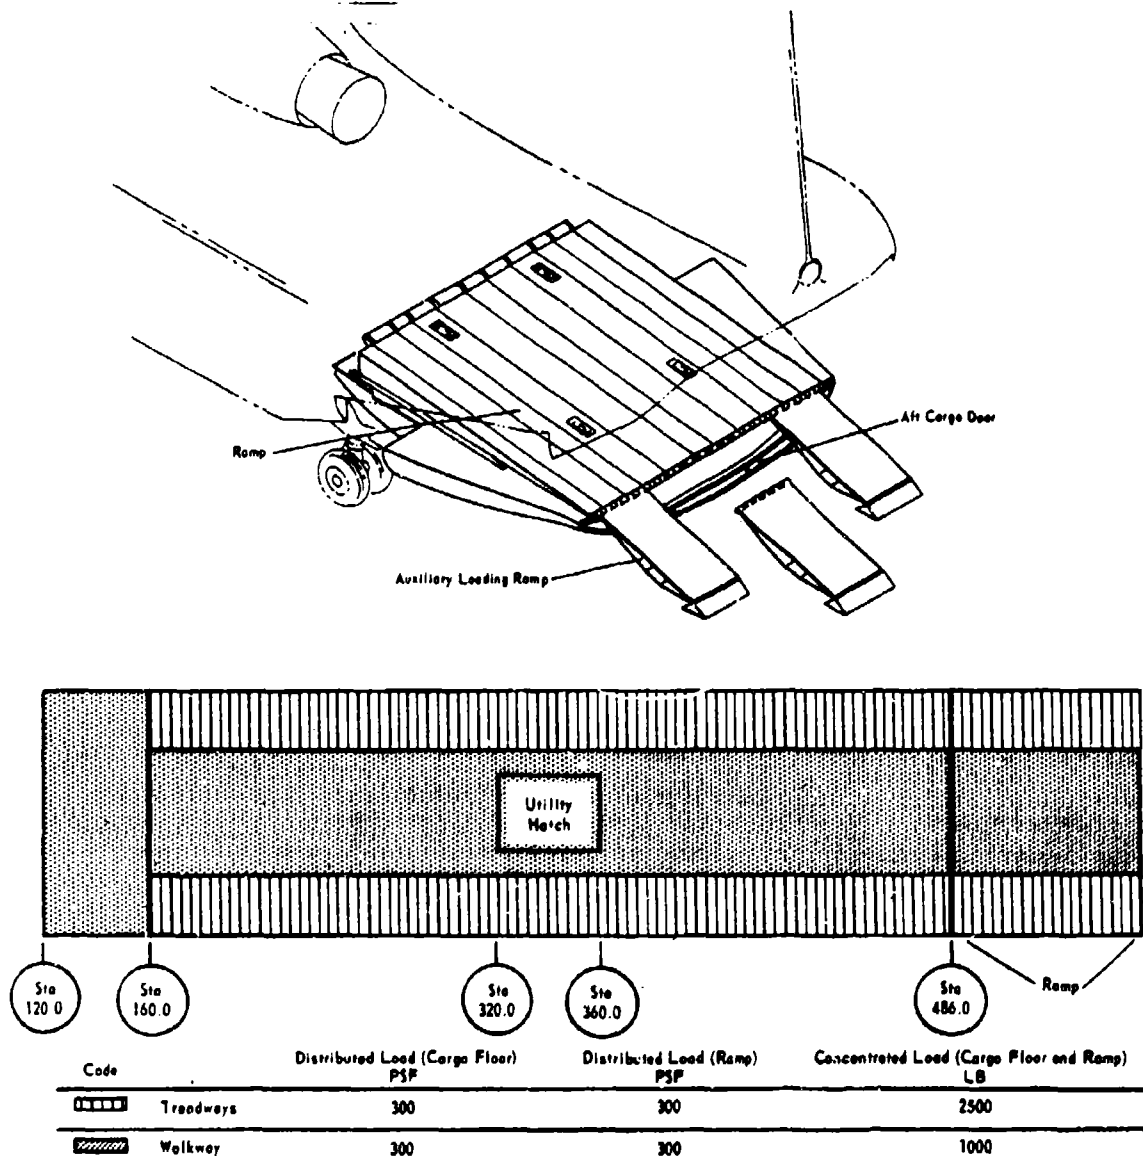 Aft Cargo Door
Ramp
Auxiliary Loading Ramp
Utility
Hatch
Sta
120.0
Sta
160.0
Sta
320.0
Sta
360.0
Sta
486.0
Ramp
Code
Distributed Load (Cargo Floor)
PSF
Distributed Load (Ramp)
PSF
Concentrated Load (Cargo Floor and Ramp)
LB
Treadways 300 300 2500
Walkway 300 300 1000